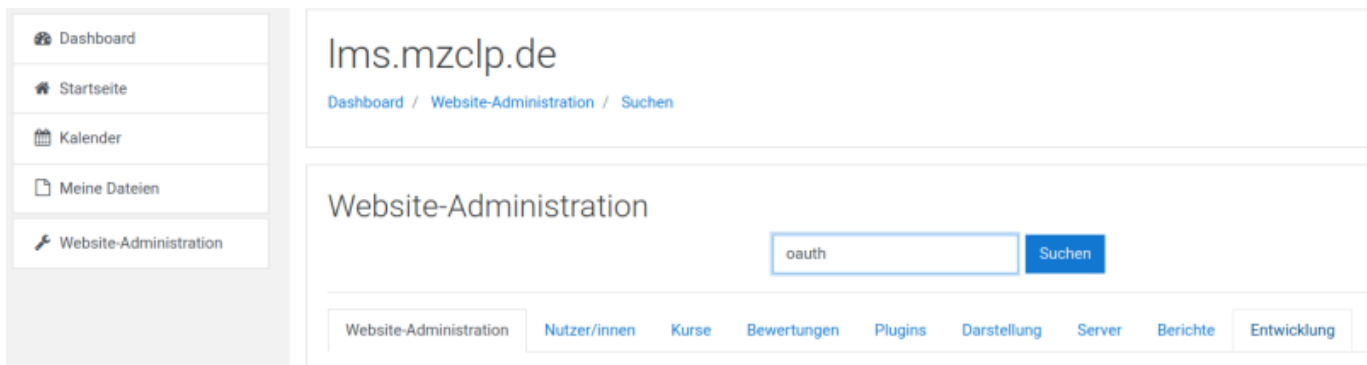 Dashboard
Startseite
Kalender
Meine Dateien
Website-Administration
lms.mzclp.de
Dashboard / Website-Administration / Suchen
Website-Administration
oauth Suchen
Website-Administration Nutzer/innen Kurse Bewertungen Plugins Darstellung Server Berichte Entwicklung